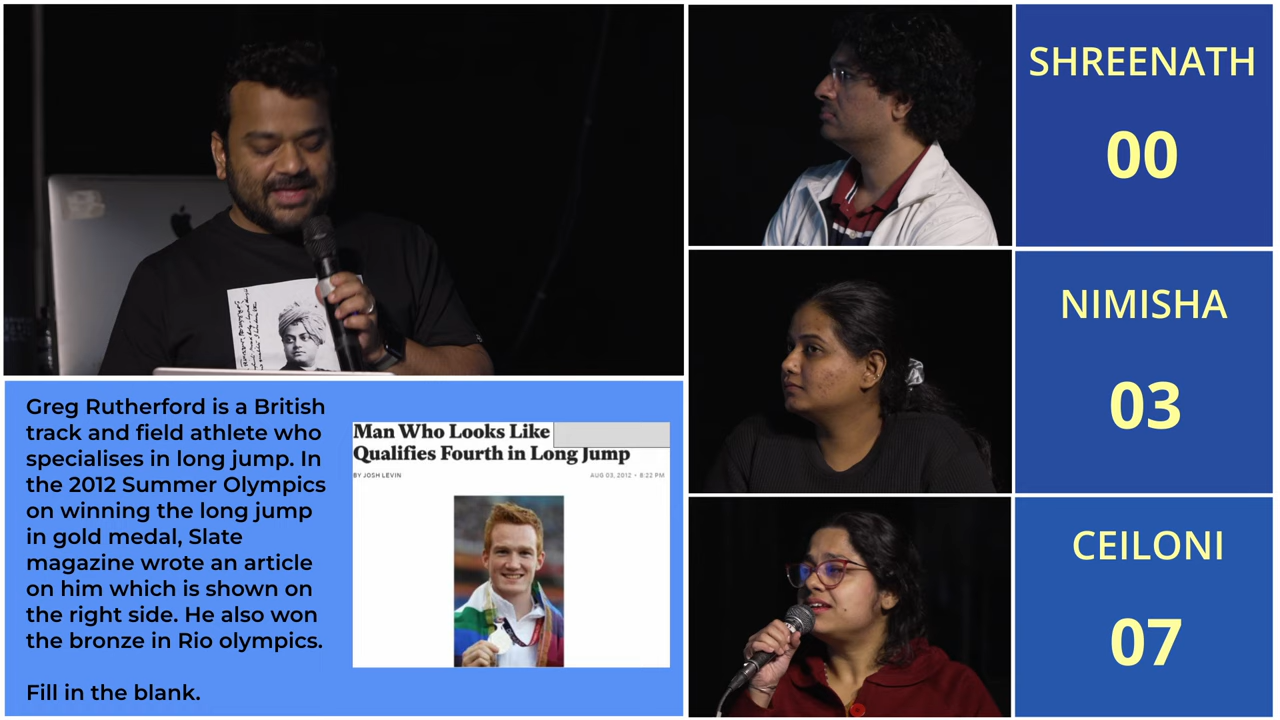 SHREENATH
00
NIMISHA
03
CEILONI
07
Greg Rutherford is a British
track and field athlete who
specialises in long jump. In
the 2012 Summer Olympics
on winning the long jump
in gold medal, Slate
magazine wrote an article
on him which is shown on
the right side. He also won
the bronze in Rio olympics.
Fill in the blank.
Man Who Looks Like
Qualifies Fourth in Long Jump
BY JOSH LEVIN
AUG 03, 2012 • 8:22 PM